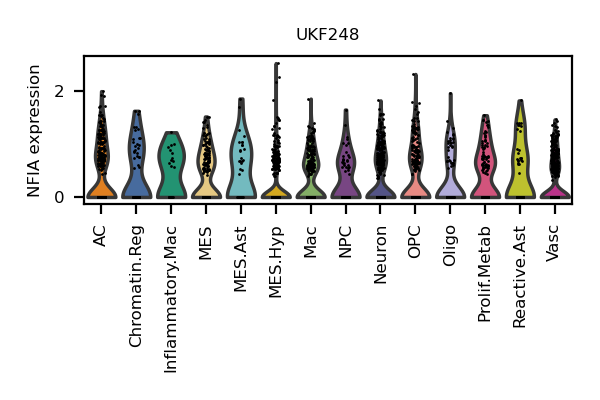 UKF248
NFIA expression
2
0
AC
Chromatin.Reg
Inflammatory.Mac
MES
MES.Ast
MES.Hyp
Mac
NPC
Neuron
OPC
Oligo
Prolif.Metab
Reactive.Ast
Vasc